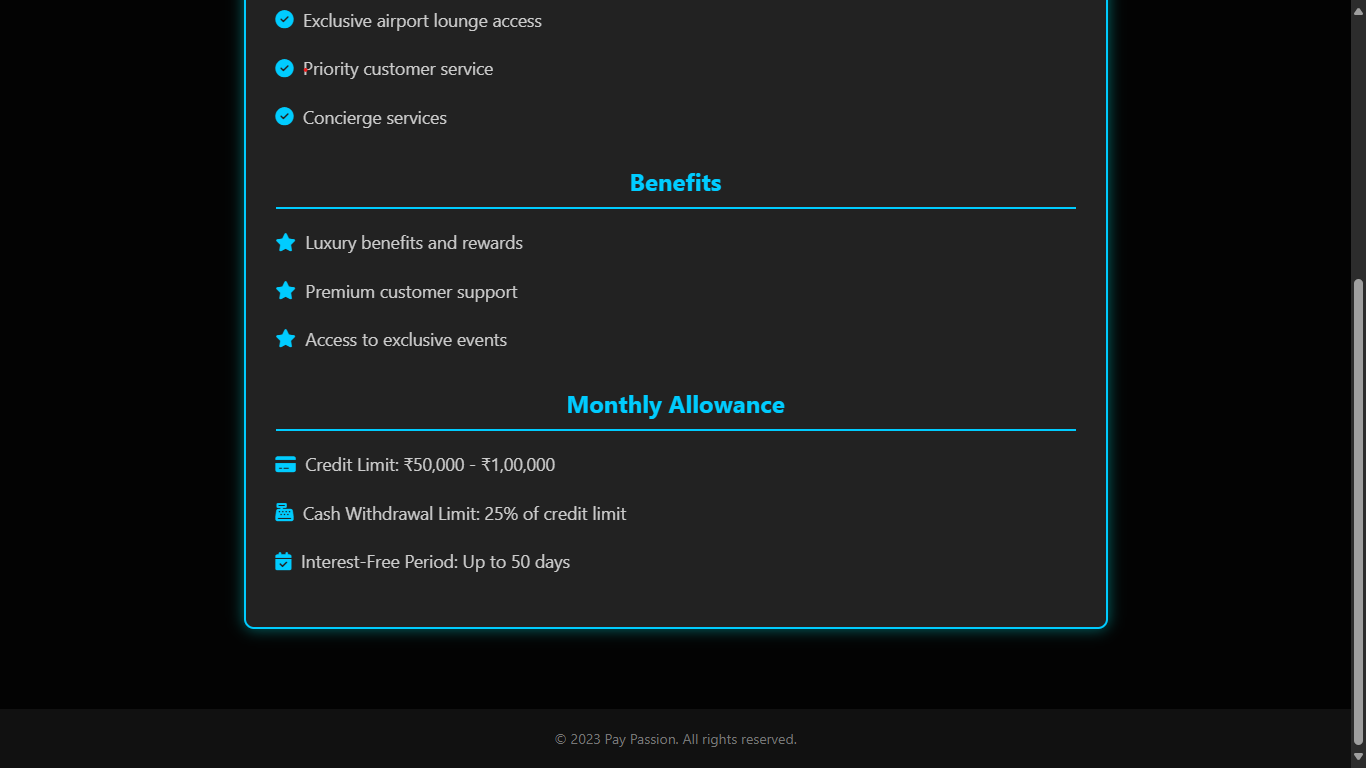 Exclusive airport lounge access
Priority customer service
Concierge services
Benefits
Luxury benefits and rewards
Premium customer support
Access to exclusive events
Monthly Allowance
Credit Limit: ₹50,000 - ₹1,00,000
Cash Withdrawal Limit: 25% of credit limit
Interest-Free Period: Up to 50 days
© 2023 Pay Passion. All rights reserved.